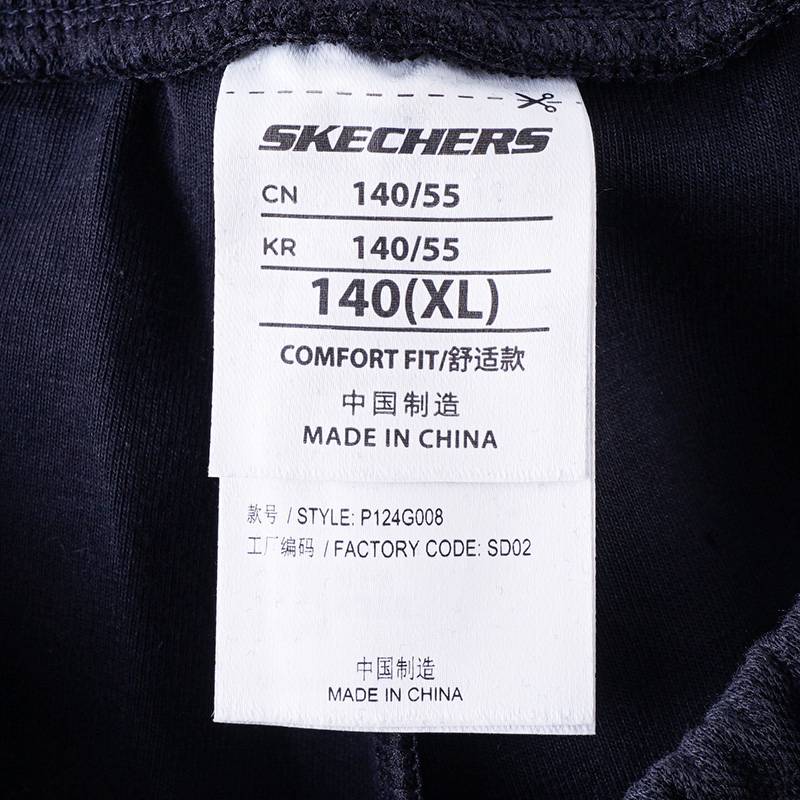 SKECHERS
CN 140/55
KR 140/55
140(XL)
COMFORT FIT/舒适款
中国制造
MADE IN CHINA
款号 / STYLE: P124G008
工厂编码 / FACTORY CODE: SD02
中国制造
MADE IN CHINA